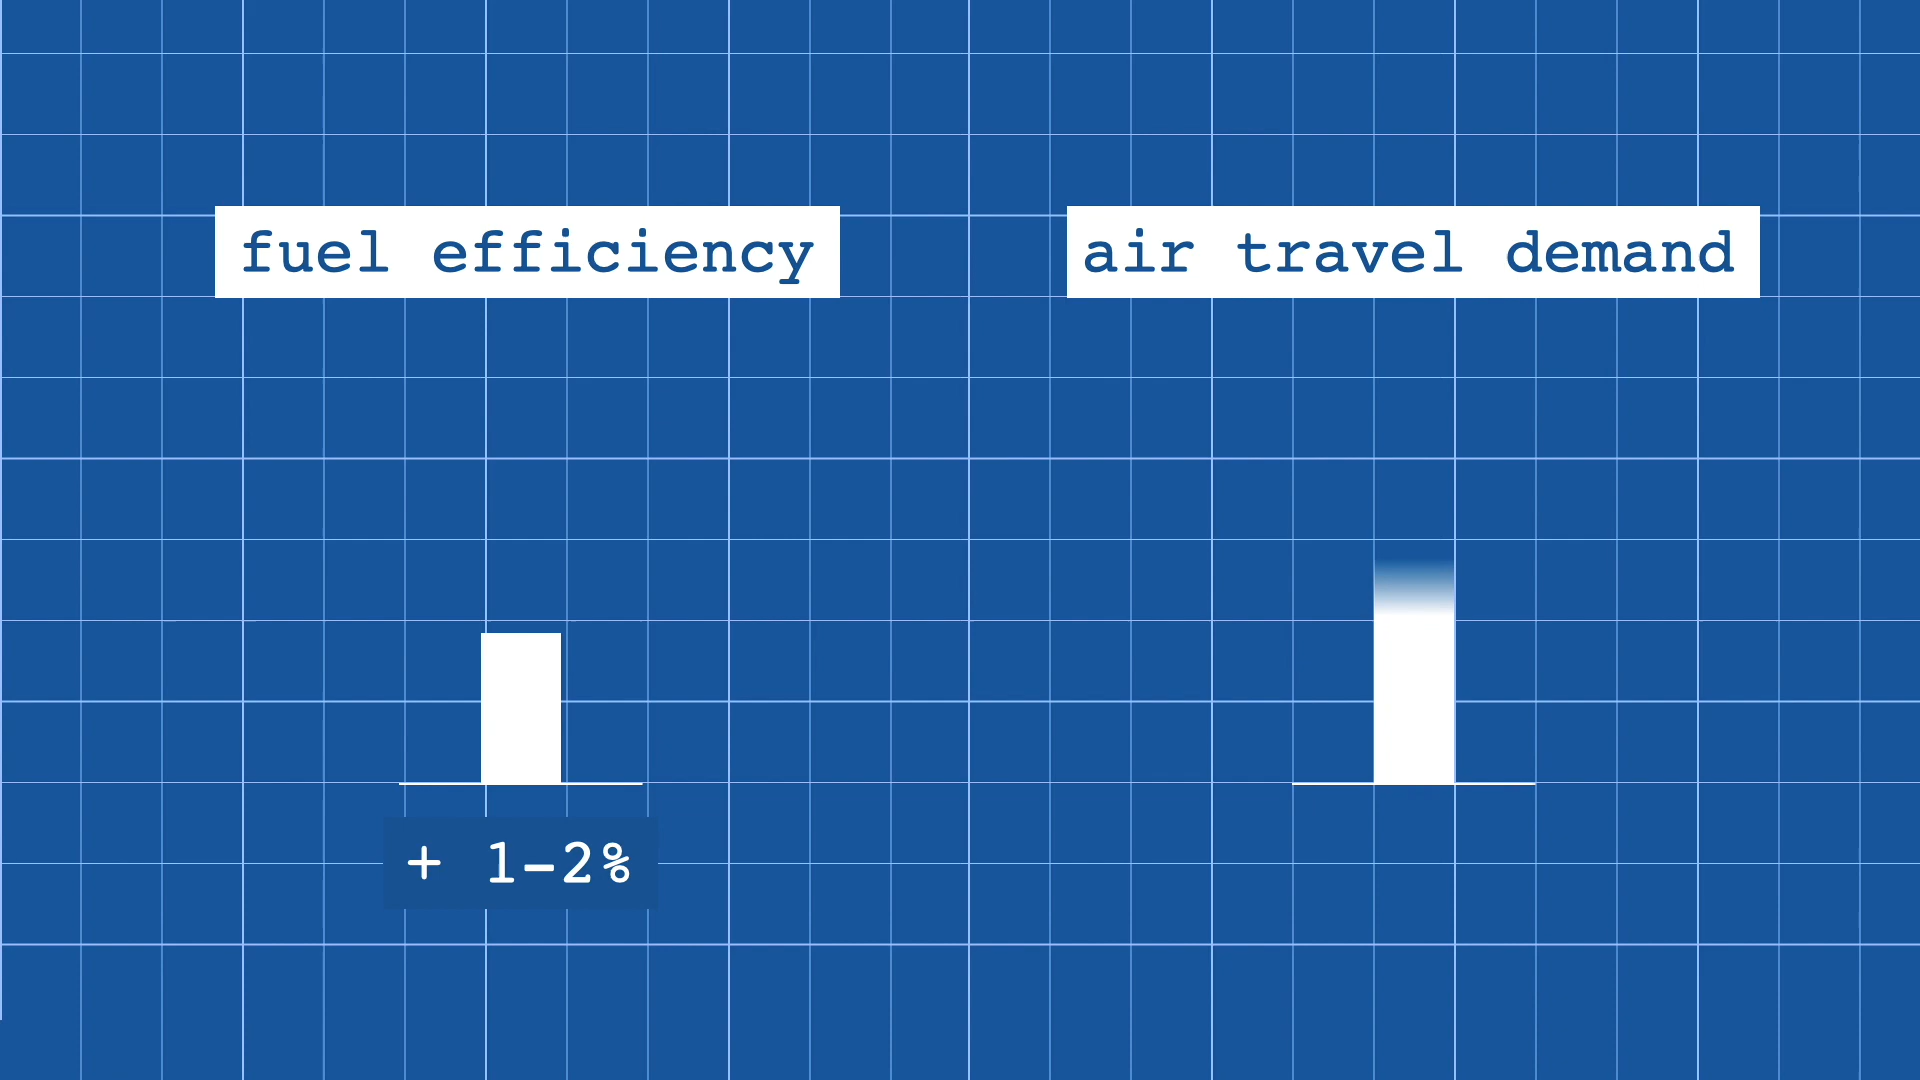 fuel efficiency
air travel demand
+ 1-2%